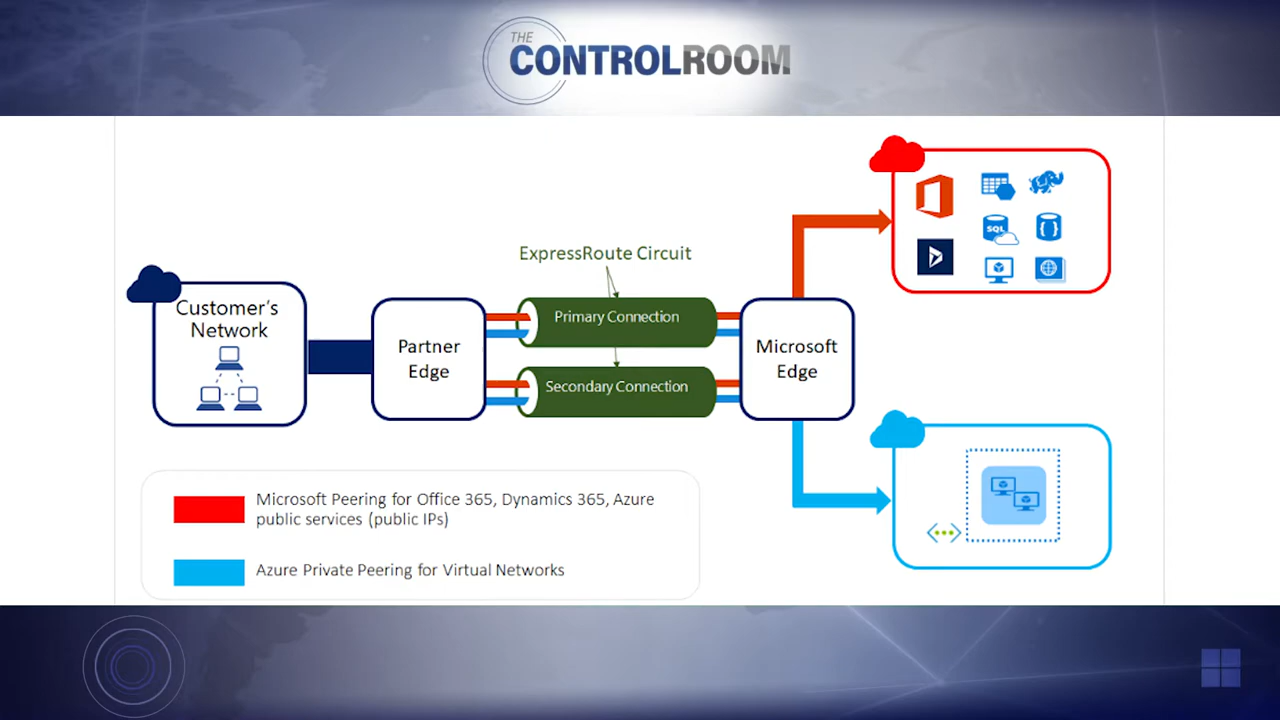 THE
CONTROLROOM
ExpressRoute Circuit
Customer's
Network
Partner
Edge
Primary Connection
Secondary Connection
Microsoft
Edge
SQL
{ }
Microsoft Peering for Office 365, Dynamics 365, Azure
public services (public IPs)
Azure Private Peering for Virtual Networks